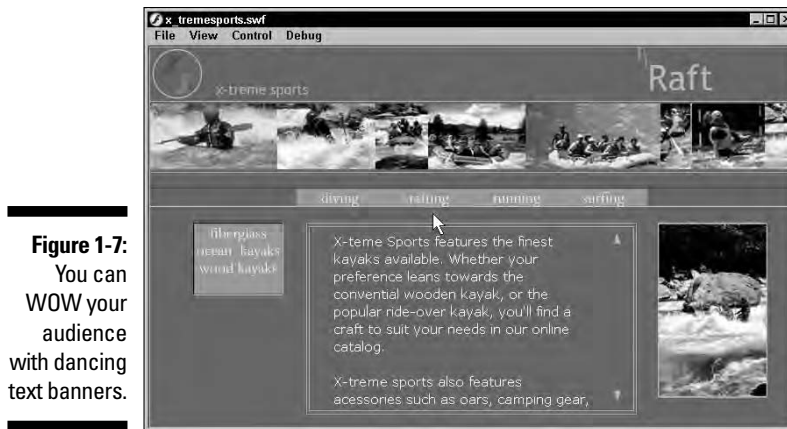 x_tremesports.swf
File View Control Debug
x-treme sports
Raft
diving rafting running surfing
fiberglass
ocean kayaks
wood kayaks
X-teme Sports features the finest
kayaks available. Whether your
preference leans towards the
convential wooden kayak, or the
popular ride-over kayak, you'll find a
craft to suit your needs in our online
catalog.
X-treme sports also features
acessories such as oars, camping gear,
Figure 1-7:
You can
WOW your
audience
with dancing
text banners.